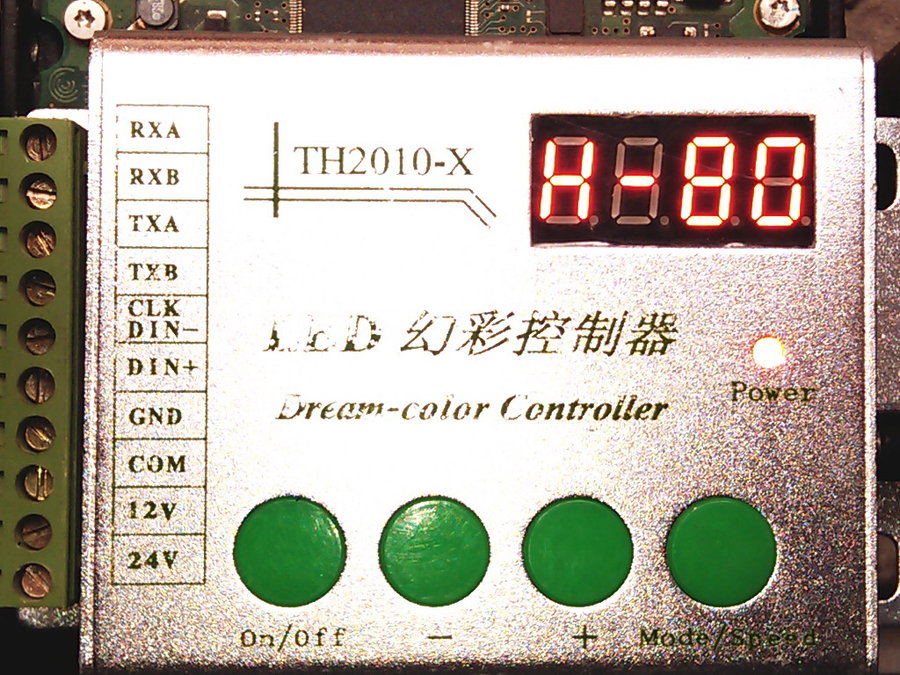 RXA
RXB
TXA
TXB
CLK
DIN-
DIN+
GND
COM
12V
24V
TH2010-X
H-80
LED 幻彩控制器
Dream-color Controller
Power
On/Off
-
+
Mode/Speed